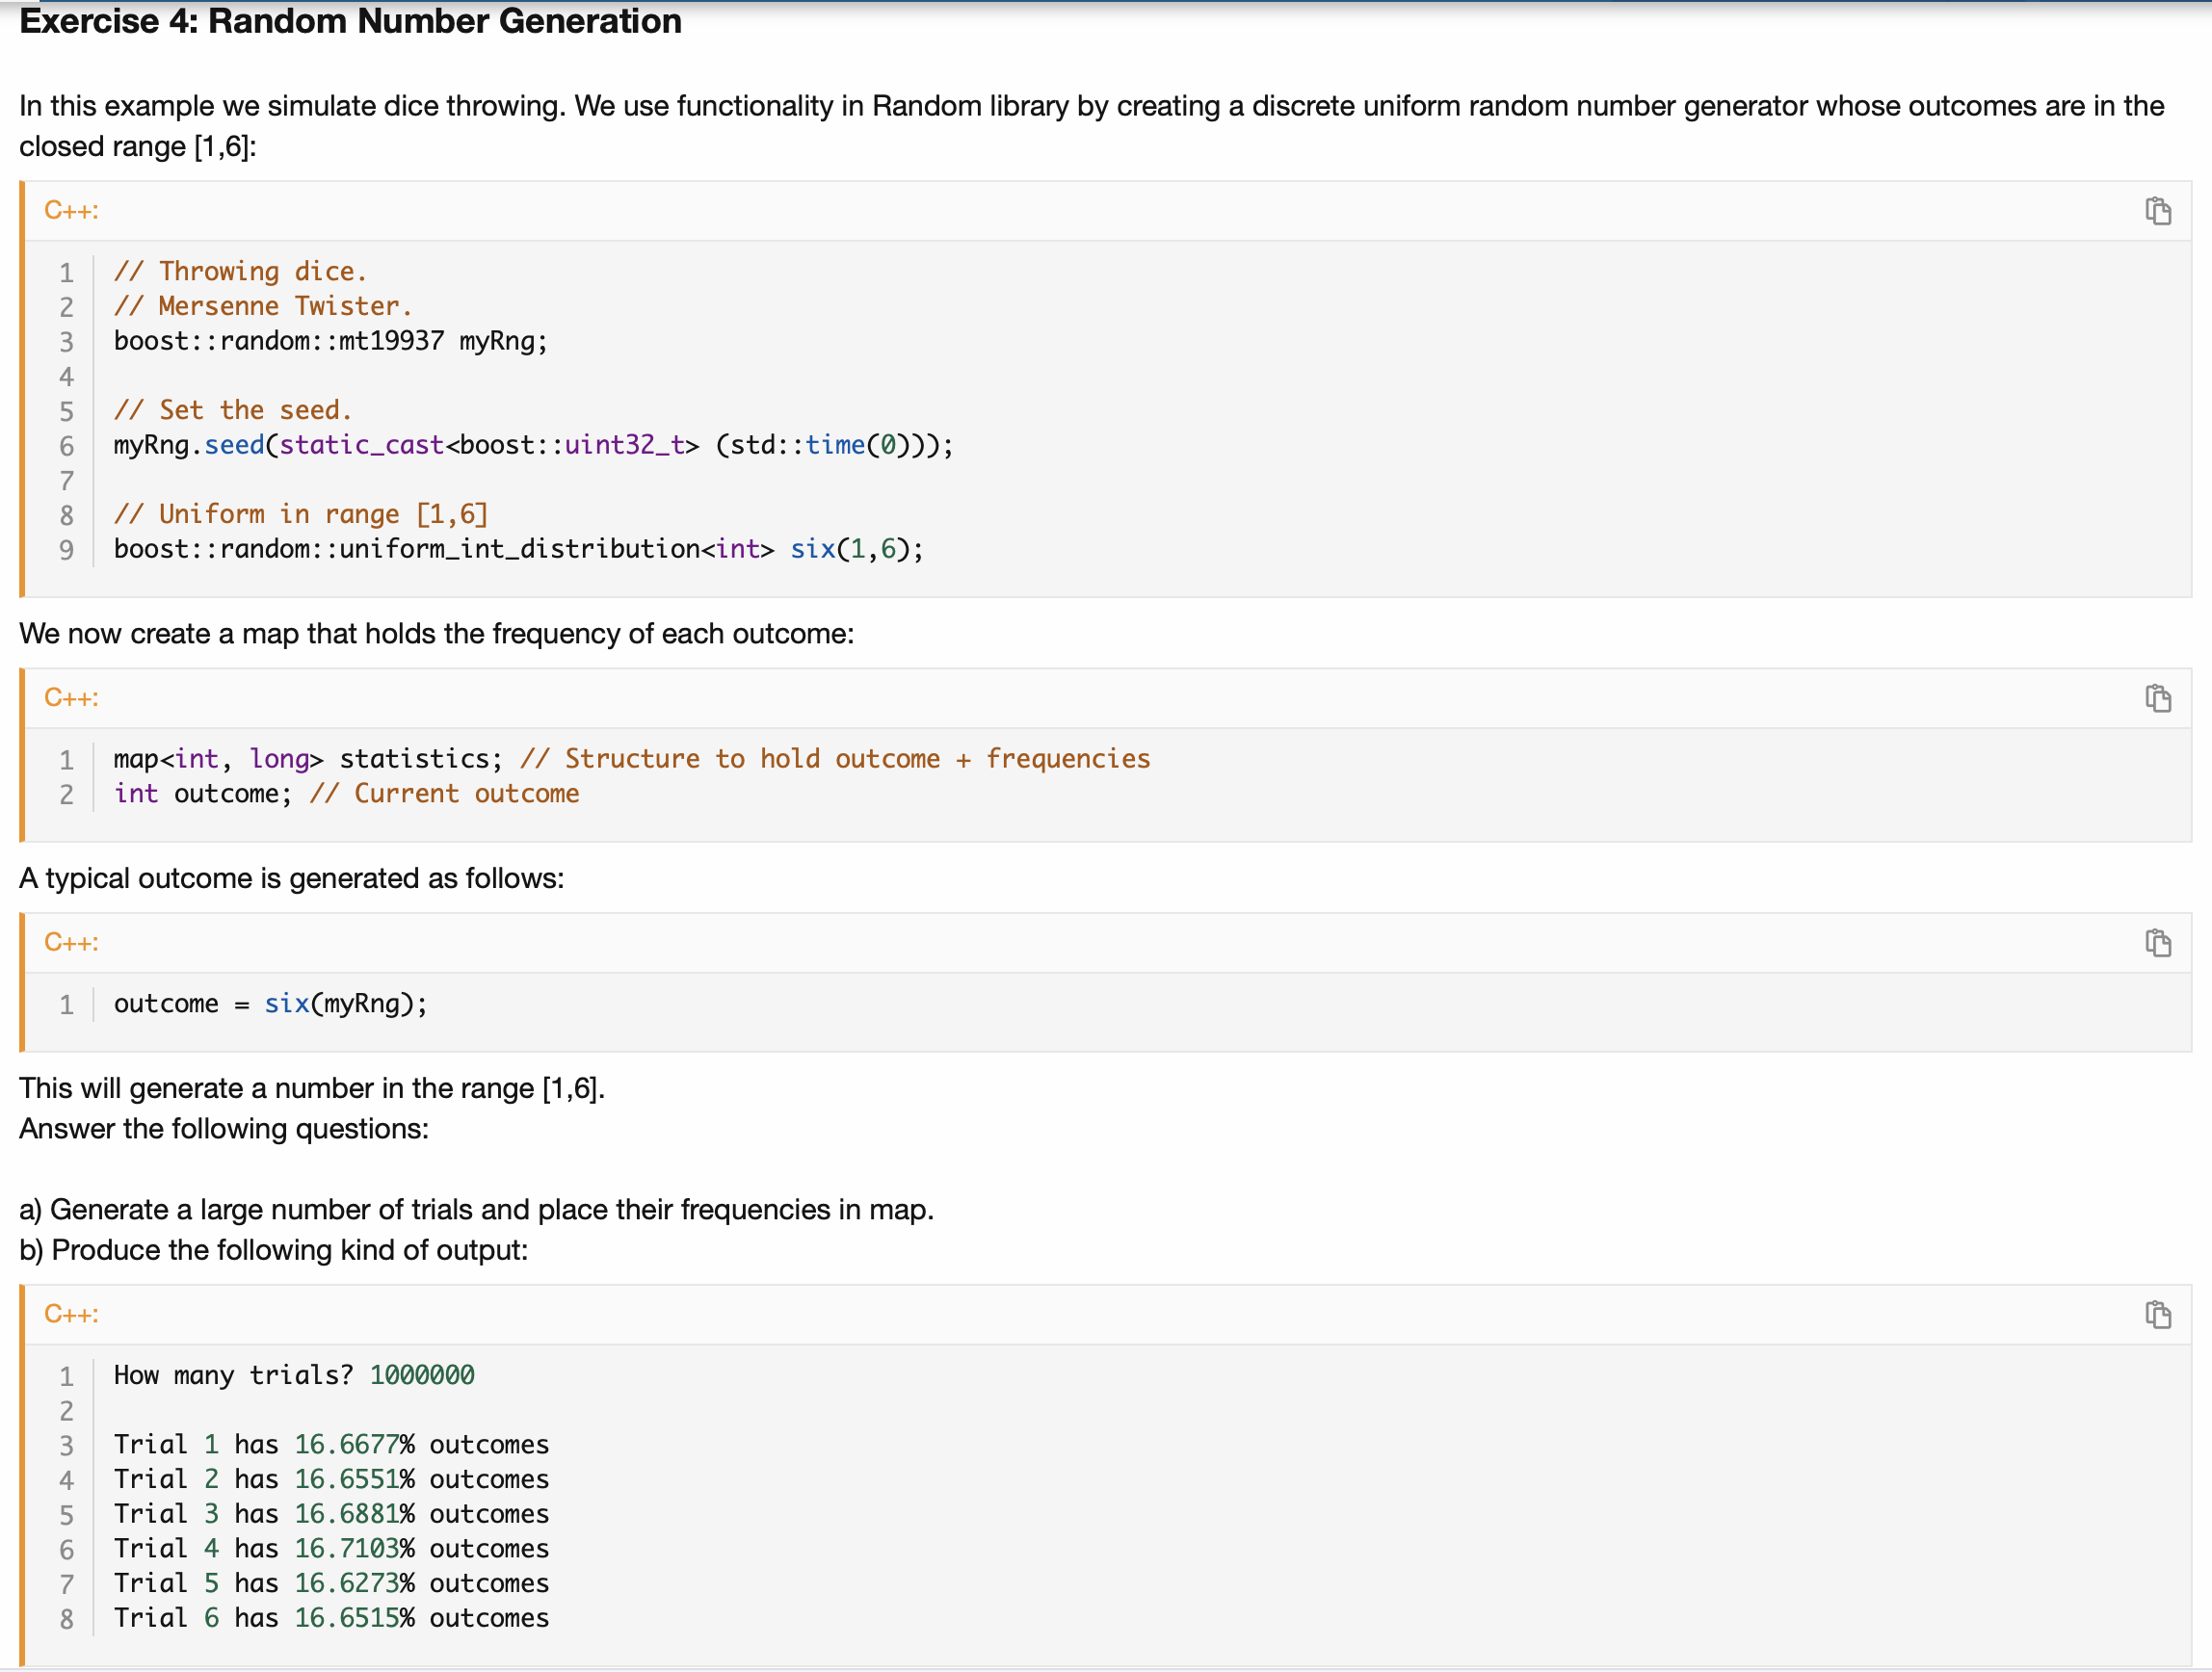 Exercise 4: Random Number Generation
In this example we simulate dice throwing. We use functionality in Random library by creating a discrete uniform random number generator whose outcomes are in the
closed range [1,6]:
C++:
1 // Throwing dice.
2 // Mersenne Twister.
3 boost::random::mt19937 myRng;
4
5 // Set the seed.
6 myRng.seed(static_cast<boost::uint32_t> (std::time(0)));
7
8 // Uniform in range [1,6]
9 boost::random::uniform_int_distribution<int> six(1,6);
We now create a map that holds the frequency of each outcome:
C++:
1 map<int, long> statistics; // Structure to hold outcome + frequencies
2 int outcome; // Current outcome
A typical outcome is generated as follows:
C++:
1 outcome = six(myRng);
This will generate a number in the range [1,6].
Answer the following questions:
a) Generate a large number of trials and place their frequencies in map.
b) Produce the following kind of output:
C++:
1 How many trials? 1000000
2
3 Trial 1 has 16.6677% outcomes
4 Trial 2 has 16.6551% outcomes
5 Trial 3 has 16.6881% outcomes
6 Trial 4 has 16.7103% outcomes
7 Trial 5 has 16.6273% outcomes
8 Trial 6 has 16.6515% outcomes